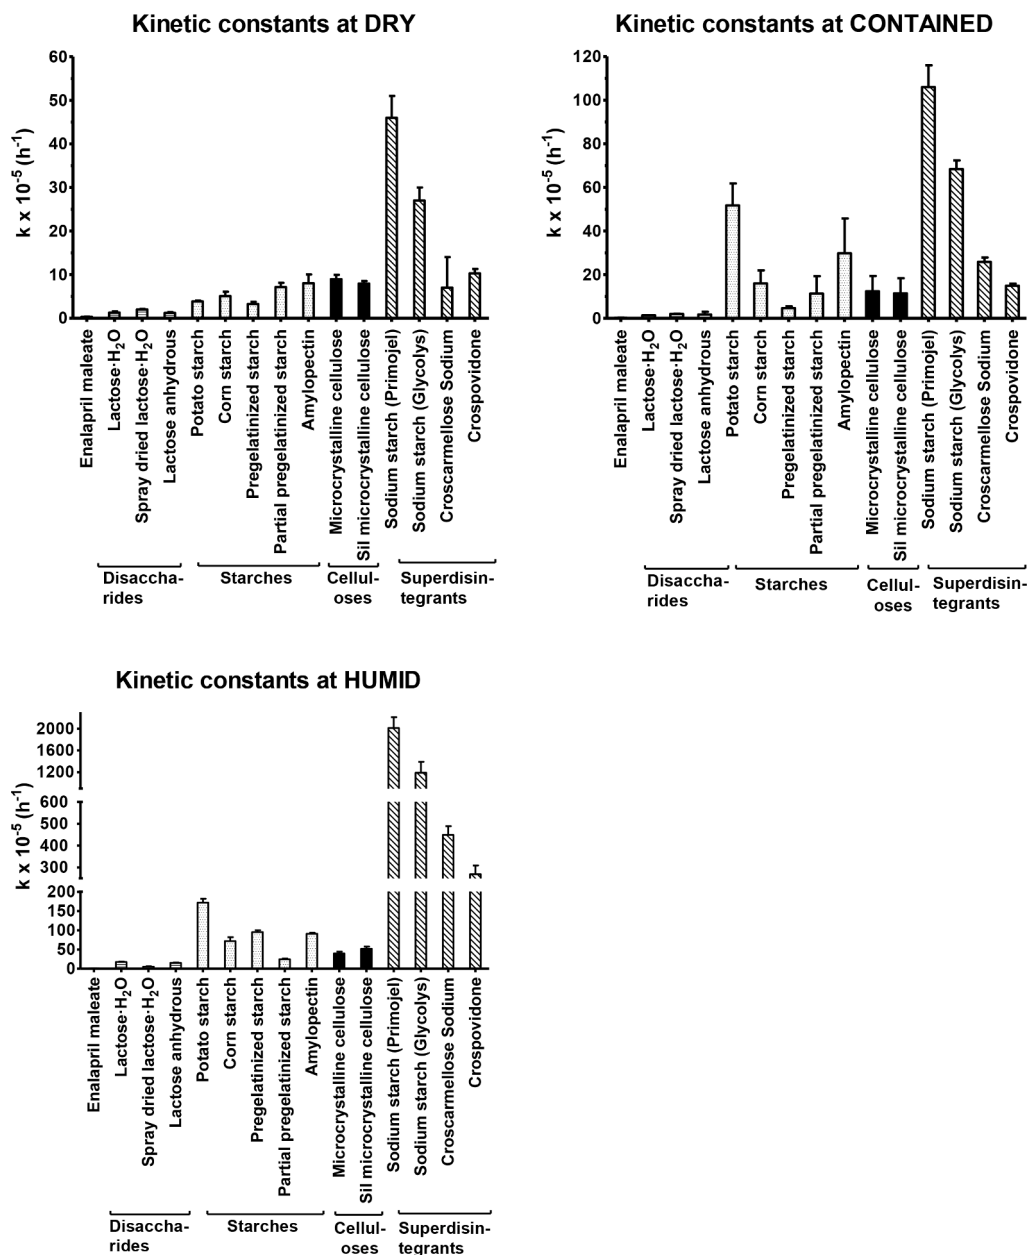 Kinetic constants at DRY
k x 10⁻⁵ (h⁻¹)
60
50
40
30
20
10
0
Enalapril maleate
Lactose·H₂O
Spray dried lactose·H₂O
Lactose anhydrous
Potato starch
Corn starch
Pregelatinized starch
Partial pregelatinized starch
Amylopectin
Microcrystalline cellulose
Sil microcrystalline cellulose
Sodium starch (Primojel)
Sodium starch (Glycolys)
Croscarmellose Sodium
Crospovidone
Disaccha-
rides
Starches
Cellul-
oses
Superdisin-
tegrants
Kinetic constants at CONTAINED
k x 10⁻⁵ (h⁻¹)
120
100
80
60
40
20
0
Enalapril maleate
Lactose·H₂O
Spray dried lactose·H₂O
Lactose anhydrous
Potato starch
Corn starch
Pregelatinized starch
Partial pregelatinized starch
Amylopectin
Microcrystalline cellulose
Sil microcrystalline cellulose
Sodium starch (Primojel)
Sodium starch (Glycolys)
Croscarmellose Sodium
Crospovidone
Disaccha-
rides
Starches
Cellul-
oses
Superdisin-
tegrants
Kinetic constants at HUMID
k x 10⁻⁵ (h⁻¹)
2000
1600
1200
600
400
300
200
150
100
50
0
Enalapril maleate
Lactose·H₂O
Spray dried lactose·H₂O
Lactose anhydrous
Potato starch
Corn starch
Pregelatinized starch
Partial pregelatinized starch
Amylopectin
Microcrystalline cellulose
Sil microcrystalline cellulose
Sodium starch (Primojel)
Sodium starch (Glycolys)
Croscarmellose Sodium
Crospovidone
Disaccha-
rides
Starches
Cellul-
oses
Superdisin-
tegrants